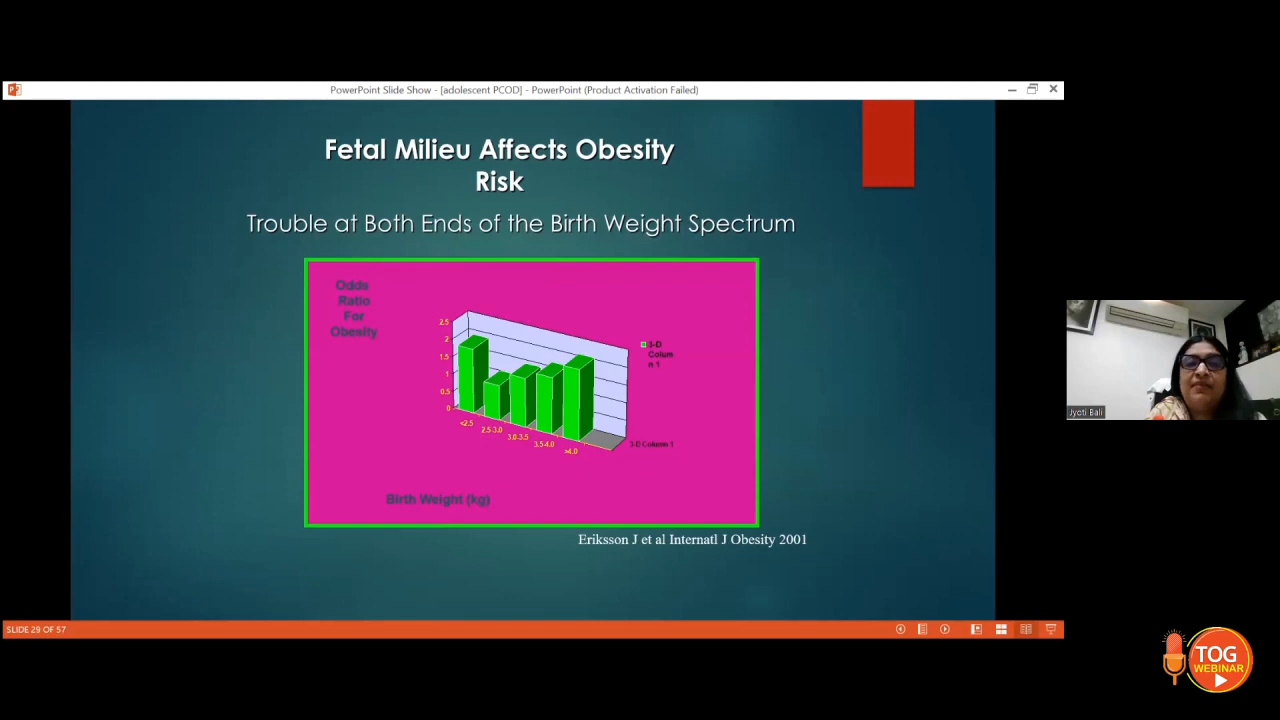 PowerPoint Slide Show - [adolescent PCOD] - PowerPoint (Product Activation Failed)
Fetal Milieu Affects Obesity
Risk
Trouble at Both Ends of the Birth Weight Spectrum
Odds
Ratio
For
Obesity
2.5
2
1.5
1
0.5
0
<2.5
2.5-3.0
3.0-3.5
3.5-4.0
>4.0
3-D
Colum
n 1
3-D Column 1
Birth Weight (kg)
Eriksson J et al Internatl J Obesity 2001
SLIDE 29 OF 57
Jyoti Bali
TOG
WEBINAR